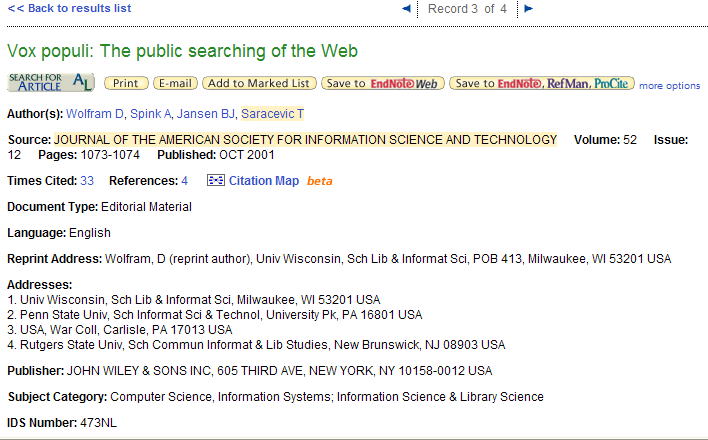 << Back to results list
Record 3 of 4
Vox populi: The public searching of the Web
SEARCH FOR ARTICLE AL Print E-mail Add to Marked List Save to EndNote Web Save to EndNote, RefMan, ProCite more options
Author(s): Wolfram D, Spink A, Jansen BJ, Saracevic T
Source: JOURNAL OF THE AMERICAN SOCIETY FOR INFORMATION SCIENCE AND TECHNOLOGY Volume: 52 Issue:
12 Pages: 1073-1074 Published: OCT 2001
Times Cited: 33 References: 4 Citation Map beta
Document Type: Editorial Material
Language: English
Reprint Address: Wolfram, D (reprint author), Univ Wisconsin, Sch Lib & Informat Sci, POB 413, Milwaukee, WI 53201 USA
Addresses:
1. Univ Wisconsin, Sch Lib & Informat Sci, Milwaukee, WI 53201 USA
2. Penn State Univ, Sch Informat Sci & Technol, University Pk, PA 16801 USA
3. USA, War Coll, Carlisle, PA 17013 USA
4. Rutgers State Univ, Sch Commun Informat & Lib Studies, New Brunswick, NJ 08903 USA
Publisher: JOHN WILEY & SONS INC, 605 THIRD AVE, NEW YORK, NY 10158-0012 USA
Subject Category: Computer Science, Information Systems; Information Science & Library Science
IDS Number: 473NL